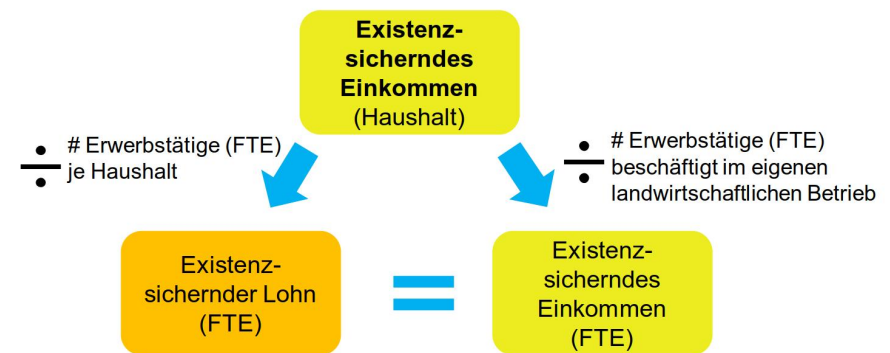 Existenz-
sicherndes
Einkommen
(Haushalt)
# Erwerbstätige (FTE)
je Haushalt
# Erwerbstätige (FTE)
beschäftigt im eigenen
landwirtschaftlichen Betrieb
Existenz-
sichernder Lohn
(FTE)
Existenz-
sicherndes
Einkommen
(FTE)